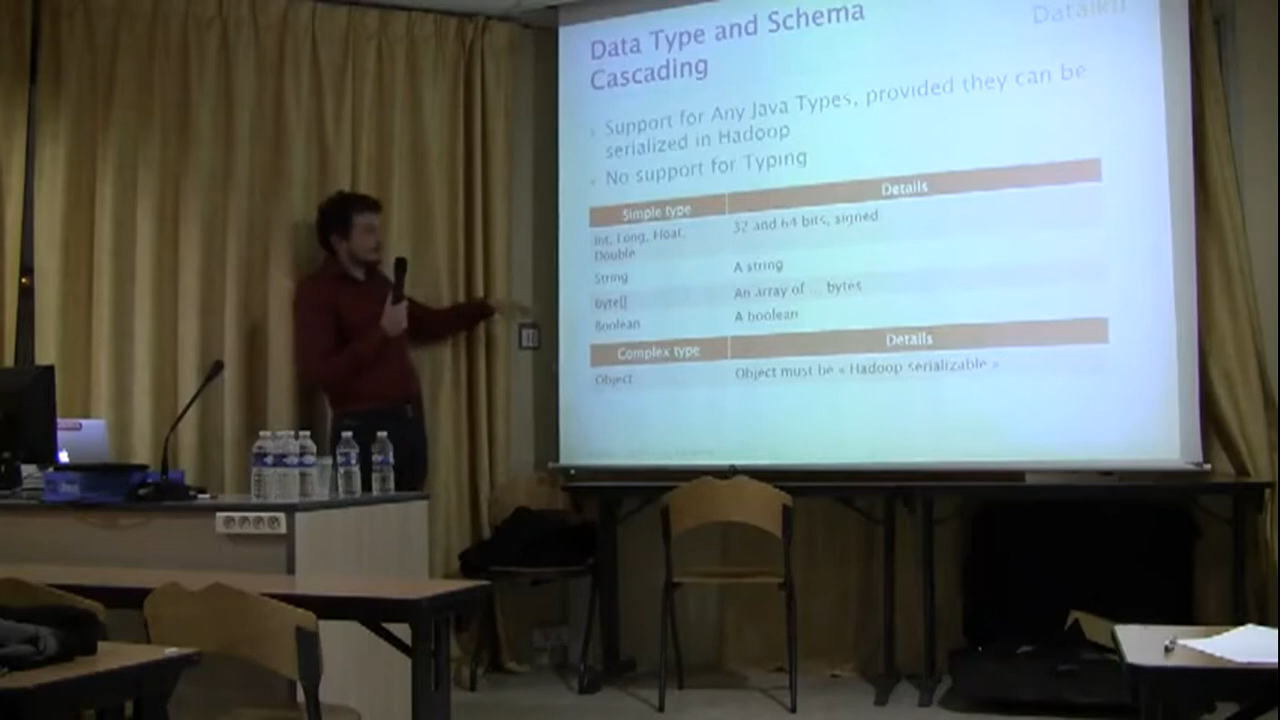 Data Type and Schema
Cascading
Dataiku
Support for Any Java Types, provided they can be
serialized in Hadoop
No support for Typing
Simple type Details
Int, Long, Float,
Double
32 and 64 bits, signed
String A string
byte[] An array of ... bytes
Boolean A boolean
Complex type Details
Object Object must be « Hadoop serializable »